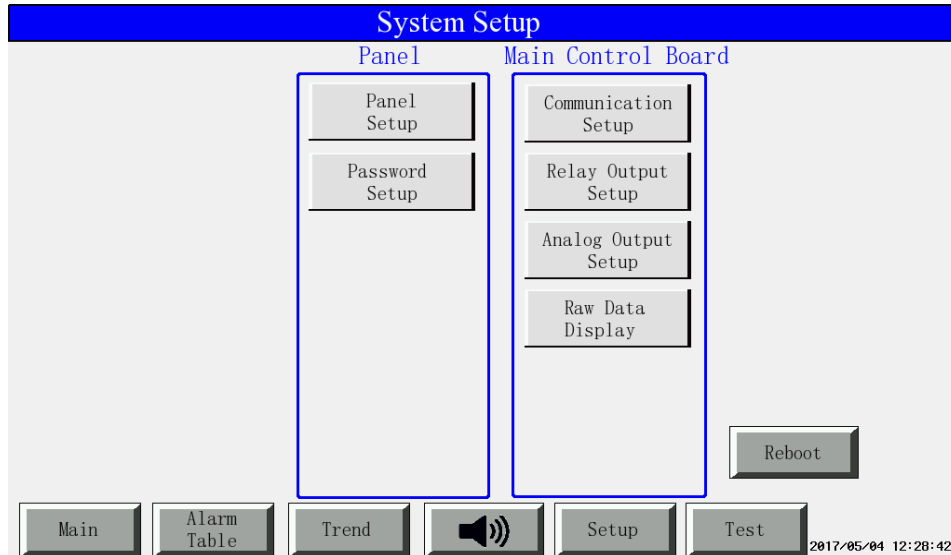 System Setup
Panel
Main Control Board
Panel
Setup
Password
Setup
Communication
Setup
Relay Output
Setup
Analog Output
Setup
Raw Data
Display
Reboot
Main
Alarm
Table
Trend
Setup
Test
2017/05/04 12:28:42